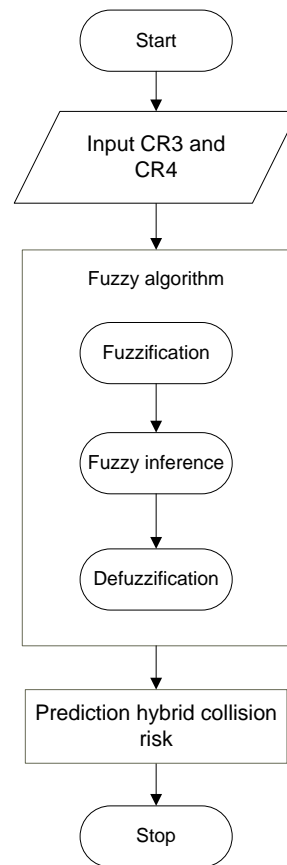 Start
Input CR3 and
CR4
Fuzzy algorithm
Fuzzification
Fuzzy inference
Defuzzification
Prediction hybrid collision
risk
Stop